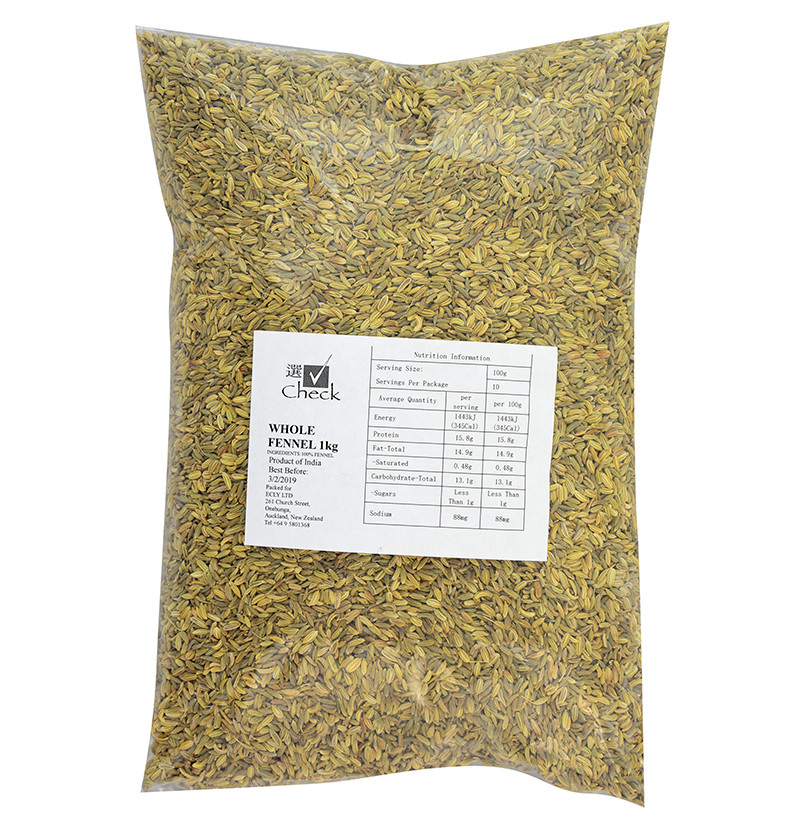 選
Check
WHOLE
FENNEL 1kg
INGREDIENTS:100% FENNEL
Product of India
Best Before:
3/2/2019
Packed for
ECLY LTD
261 Church Street,
Onehunga,
Auckland, New Zealand
Tel:+64 9 5801368
Nutrition Information
Serving Size: 100g
Servings Per Package 10
Average Quantity per serving per 100g
Energy 1443kJ (345Cal) 1443kJ (345Cal)
Protein 15.8g 15.8g
Fat-Total 14.9g 14.9g
-Saturated 0.48g 0.48g
Carbohydrate-Total 13.1g 13.1g
-Sugars Less Than 1g Less Than 1g
Sodium 88mg 88mg